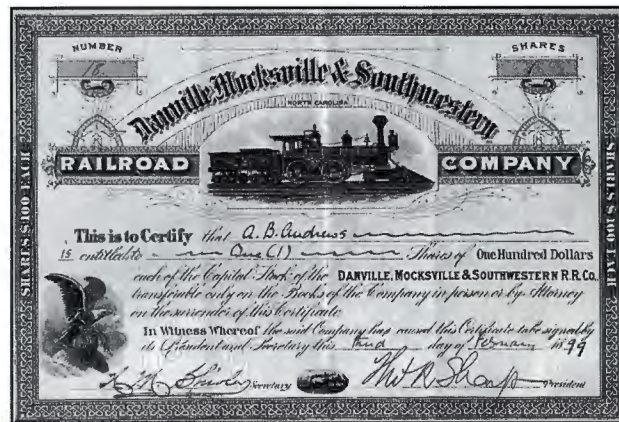 NUMBER
SHARES
18
Danville, Mocksville & Southwestern
NORTH CAROLINA
RAILROAD COMPANY
SHARES $100 EACH
SHARES $100 EACH
This is to Certify that A. B. Andrews
is entitled to One (1) Shares of One Hundred Dollars
each of the Capital Stock of the DANVILLE, MOCKSVILLE & SOUTHWESTERN R.R. Co.
transferable only on the Books of the Company in person or by Attorney
on the surrender of this Certificate
In Witness Whereof the said Company has caused this Certificate to be signed by
its President and Secretary this day of February 1899
Secretary
President